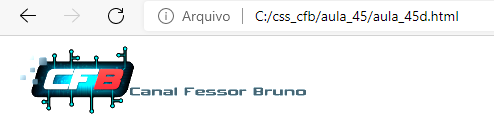 Arquivo | C:/css_cfb/aula_45/aula_45d.html
CFB
Canal Fessor Bruno